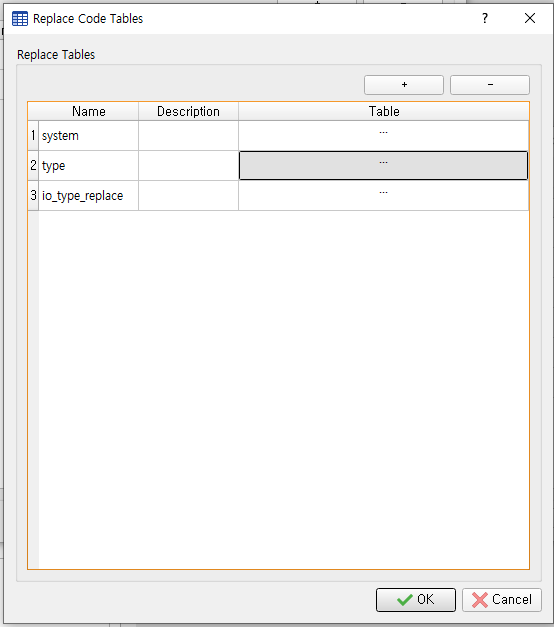 Replace Code Tables
?
Replace Tables
+ -
Name Description Table
1 system ...
2 type ...
3 io_type_replace ...
OK Cancel